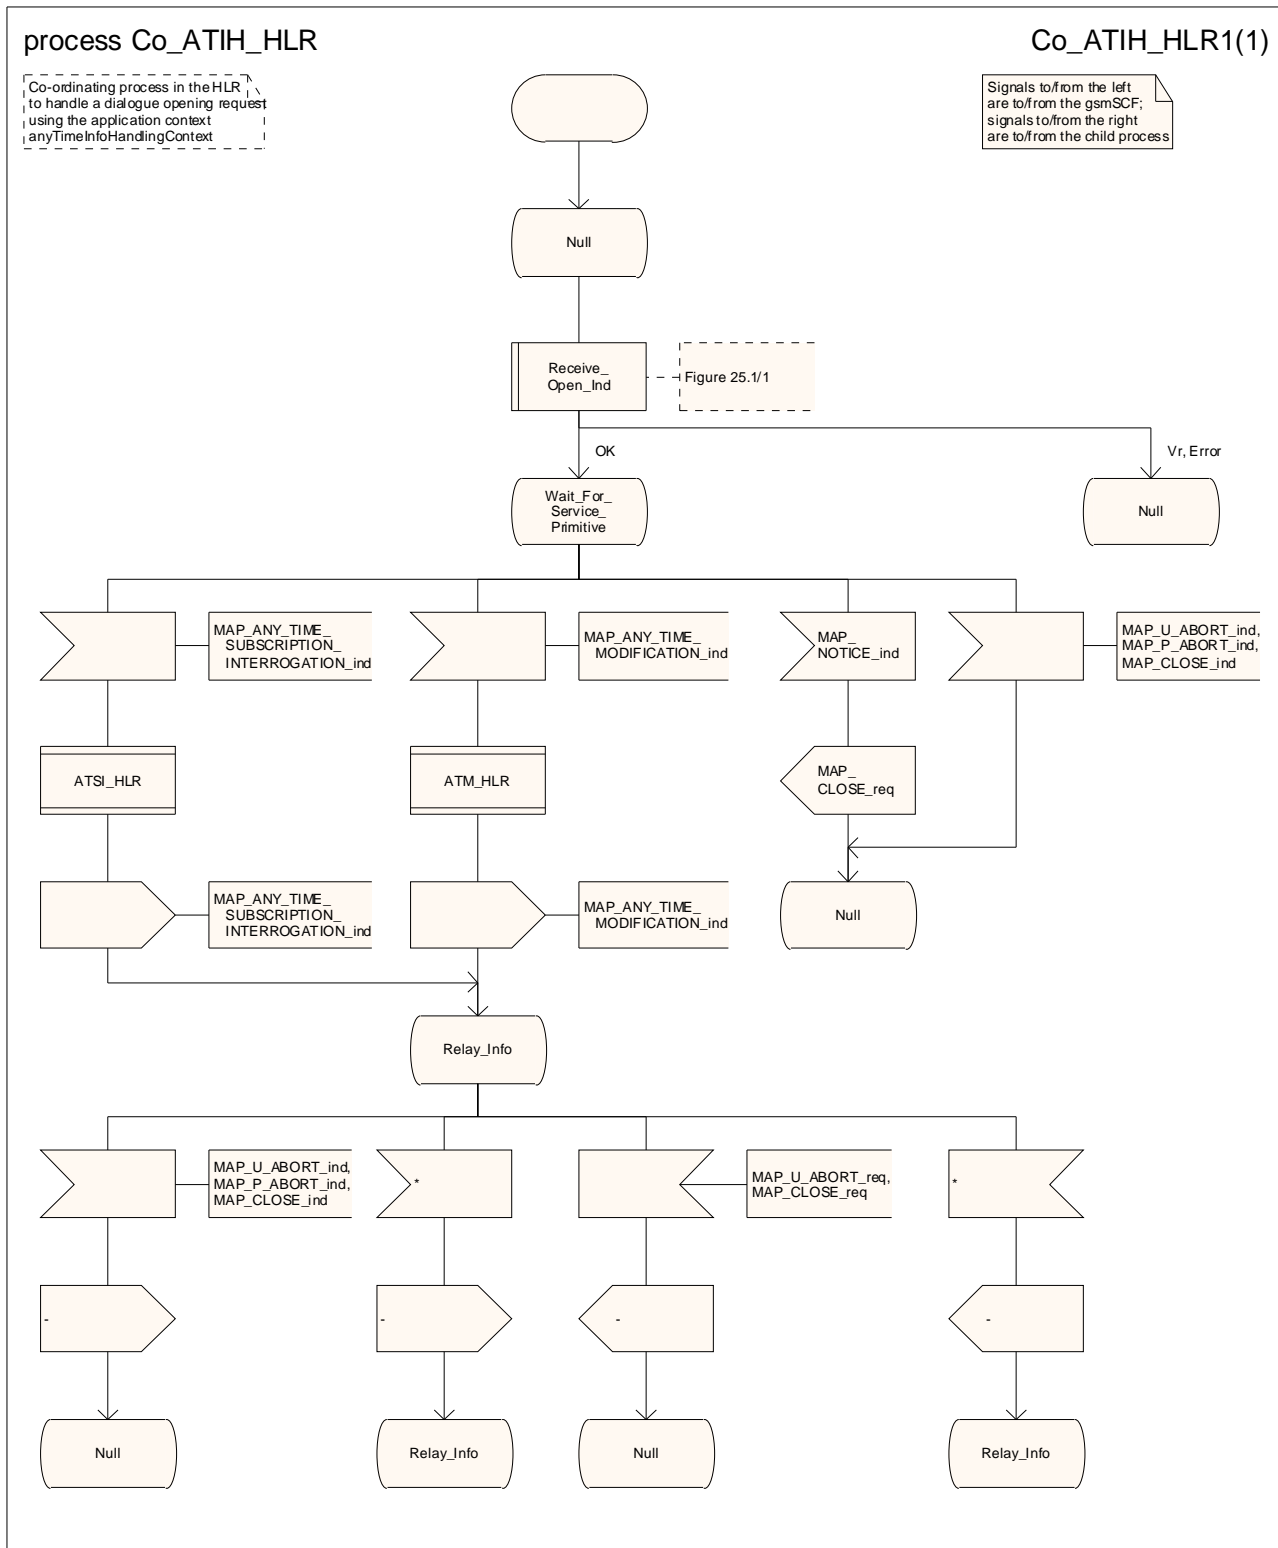 process Co_ATIH_HLR
Co_ATIH_HLR1(1)
Co-ordinating process in the HLR
to handle a dialogue opening request
using the application context
anyTimeInfoHandlingContext
Signals to/from the left
are to/from the gsmSCF;
signals to/from the right
are to/from the child process
Null
Receive_
Open_Ind
Figure 25.1/1
OK
Vr, Error
Wait_For_
Service_
Primitive
Null
MAP_ANY_TIME_
SUBSCRIPTION_
INTERROGATION_ind
MAP_ANY_TIME_
MODIFICATION_ind
MAP_
NOTICE_ind
MAP_U_ABORT_ind,
MAP_P_ABORT_ind,
MAP_CLOSE_ind
ATSI_HLR
ATM_HLR
MAP_
CLOSE_req
MAP_ANY_TIME_
SUBSCRIPTION_
INTERROGATION_ind
MAP_ANY_TIME_
MODIFICATION_ind
Null
Relay_Info
MAP_U_ABORT_ind,
MAP_P_ABORT_ind,
MAP_CLOSE_ind
*
MAP_U_ABORT_req,
MAP_CLOSE_req
*
-
-
-
-
Null
Relay_Info
Null
Relay_Info